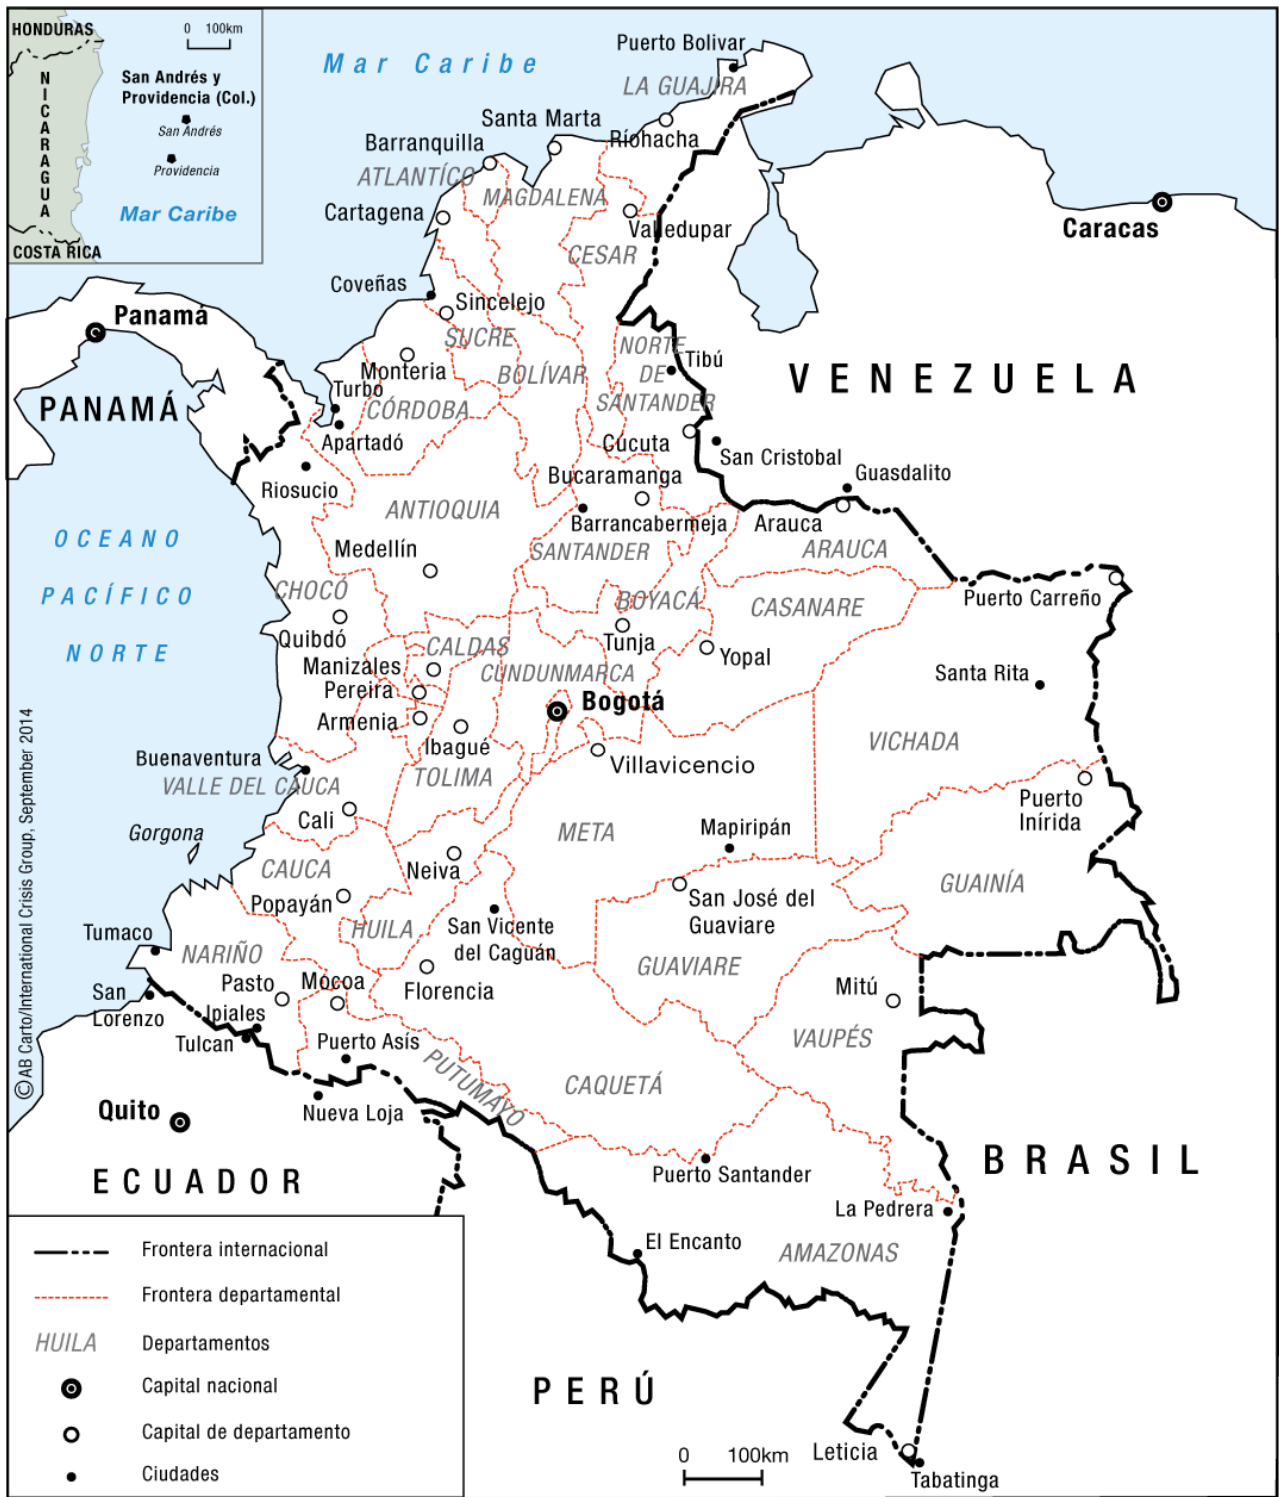 HONDURAS
0 100km
NICARAGUA
San Andrés y
Providencia (Col.)
San Andrés
Providencia
Mar Caribe
COSTA RICA
Mar Caribe
Puerto Bolivar
LA GUAJIRA
Santa Marta
Ríohacha
Barranquilla
ATLANTÍCO
MAGDALENA
Cartagena
Valledupar
Caracas
CESAR
Coveñas
Sincelejo
Panamá
SUCRE
NORTE
DE
SANTANDER
Tibú
VENEZUELA
Monteria
BOLÍVAR
Turbo
CÓRDOBA
PANAMÁ
Apartadó
Cúcuta
San Cristobal
Guasdalito
Riosucio
Bucaramanga
ANTIOQUIA
Barrancabermeja
Arauca
OCEANO
PACÍFICO
NORTE
Medellín
SANTANDER
ARAUCA
CHOCÓ
BOYACÁ
CASANARE
Puerto Carreño
Quibdó
CALDAS
Tunja
Yopal
Manizales
CUNDUNMARCA
Santa Rita
Pereira
Bogotá
Armenia
Ibagué
VICHADA
Buenaventura
Villavicencio
VALLE DEL CAUCA
TOLIMA
Puerto
Inírida
Cali
Gorgona
META
Mapiripán
CAUCA
Neiva
GUAINÍA
Popayán
San José del
Guaviare
HUILA
San Vicente
del Caguán
Tumaco
NARIÑO
GUAVIARE
Pasto
Mocoa
Florencia
Mitú
San
Lorenzo
Ipiales
Tulcan
Puerto Asís
VAUPÉS
PUTUMAYO
CAQUETÁ
Quito
Nueva Loja
ECUADOR
Puerto Santander
BRASIL
La Pedrera
El Encanto
AMAZONAS
PERÚ
Leticia
Tabatinga
0 100km
Frontera internacional
Frontera departamental
HUILA Departamentos
Capital nacional
Capital de departamento
Ciudades
© AB Carto/International Crisis Group, September 2014